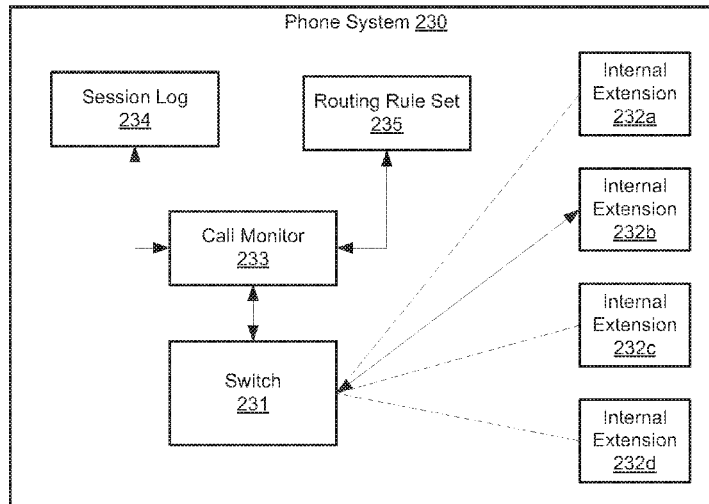 Phone System 230
Session Log
234
Routing Rule Set
235
Internal
Extension
232a
Internal
Extension
232b
Call Monitor
233
Internal
Extension
232c
Switch
231
Internal
Extension
232d